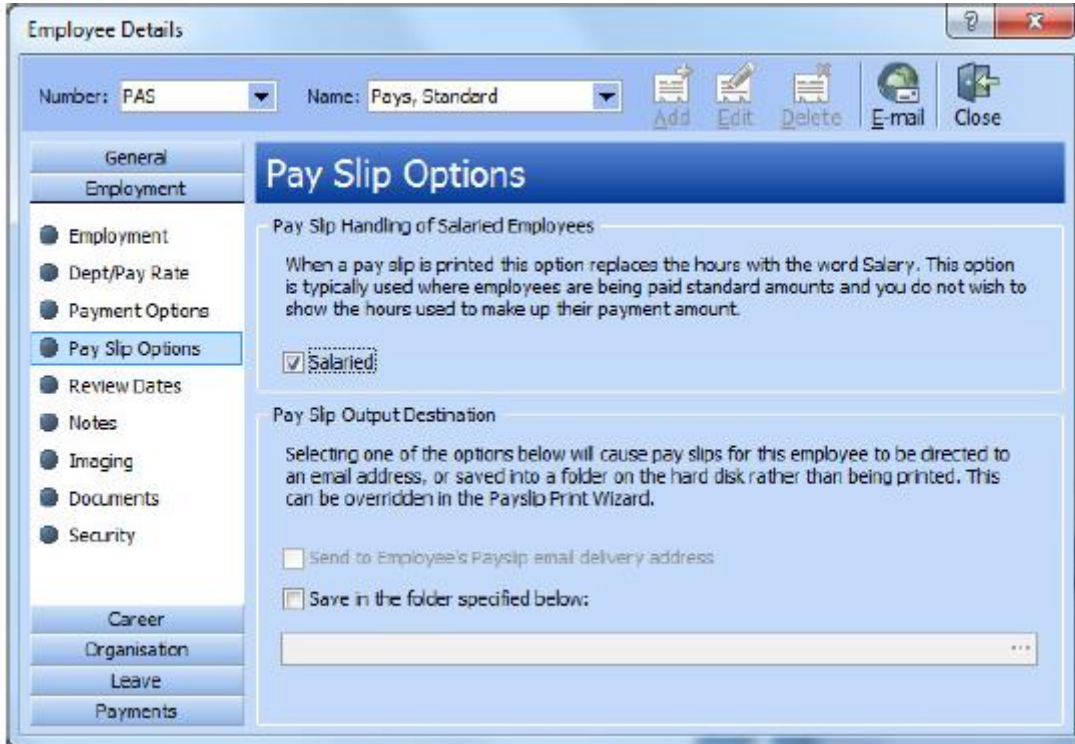 Employee Details
Number: PAS Name: Pays, Standard Add Edit Delete E-mail Close
General
Employment
Employment
Dept/Pay Rate
Payment Options
Pay Slip Options
Review Dates
Notes
Imaging
Documents
Security
Career
Organisation
Leave
Payments
Pay Slip Options
Pay Slip Handling of Salaried Employees
When a pay slip is printed this option replaces the hours with the word Salary. This option
is typically used where employees are being paid standard amounts and you do not wish to
show the hours used to make up their payment amount.
Salaried
Pay Slip Output Destination
Selecting one of the options below will cause pay slips for this employee to be directed to
an email address, or saved into a folder on the hard disk rather than being printed. This
can be overridden in the Payslip Print Wizard.
Send to Employee's Payslip email delivery address
Save in the folder specified below:
...